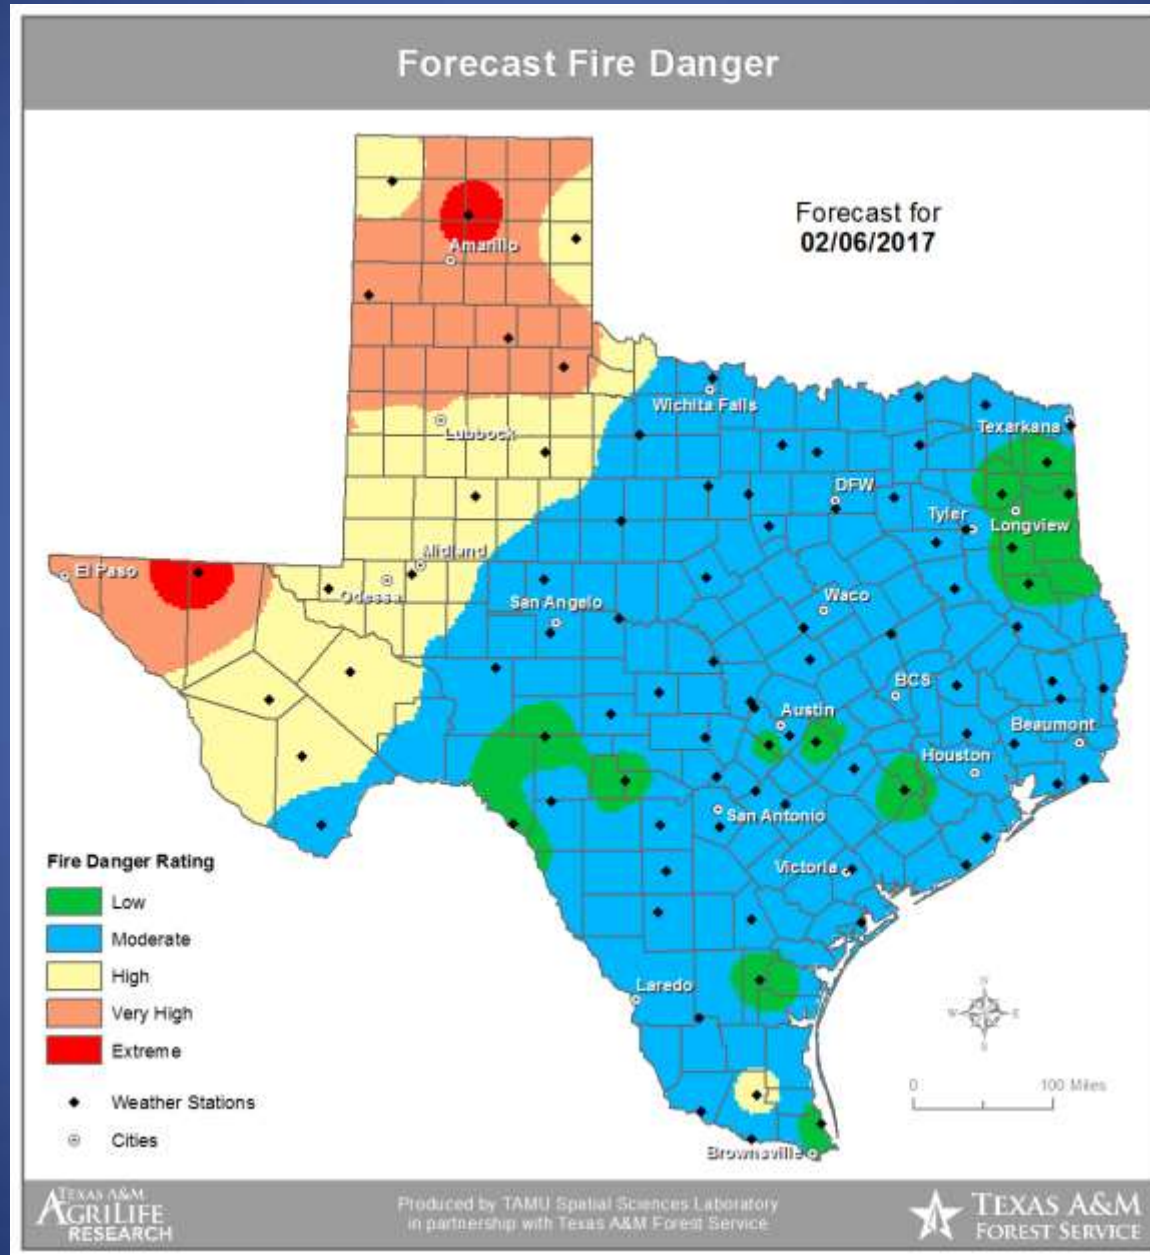 Forecast Fire Danger
Forecast for
02/06/2017
Amarillo
Wichita Falls
Lubbock
Texarkana
DFW
Tyler
Longview
Midland
El Paso
Odessa
San Angelo
Waco
BCS
Austin
Beaumont
Houston
San Antonio
Victoria
Laredo
Brownsville
Fire Danger Rating
Low
Moderate
High
Very High
Extreme
Weather Stations
Cities
N
W E
S
0 100 Miles
TEXAS A&M
AGRILIFE
RESEARCH
Produced by TAMU Spatial Sciences Laboratory
in partnership with Texas A&M Forest Service
TEXAS A&M
FOREST SERVICE